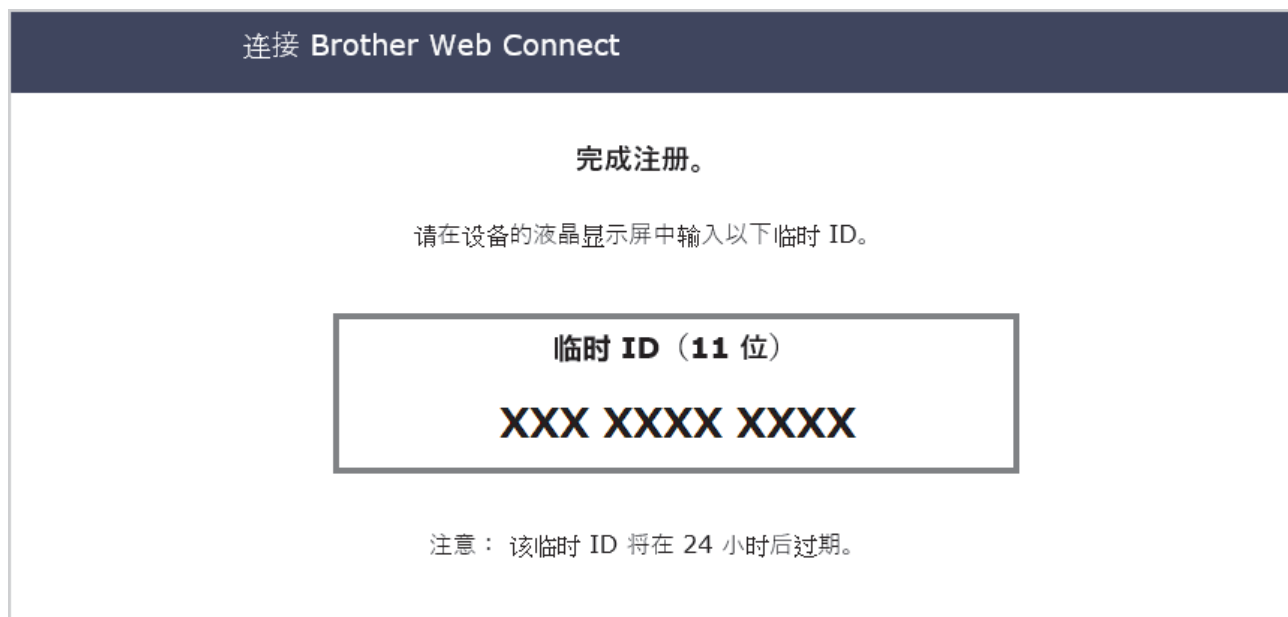 连接 Brother Web Connect
完成注册。
请在设备的液晶显示屏中输入以下临时 ID。
临时 ID（11 位）
XXX XXXX XXXX
注意： 该临时 ID 将在 24 小时后过期。